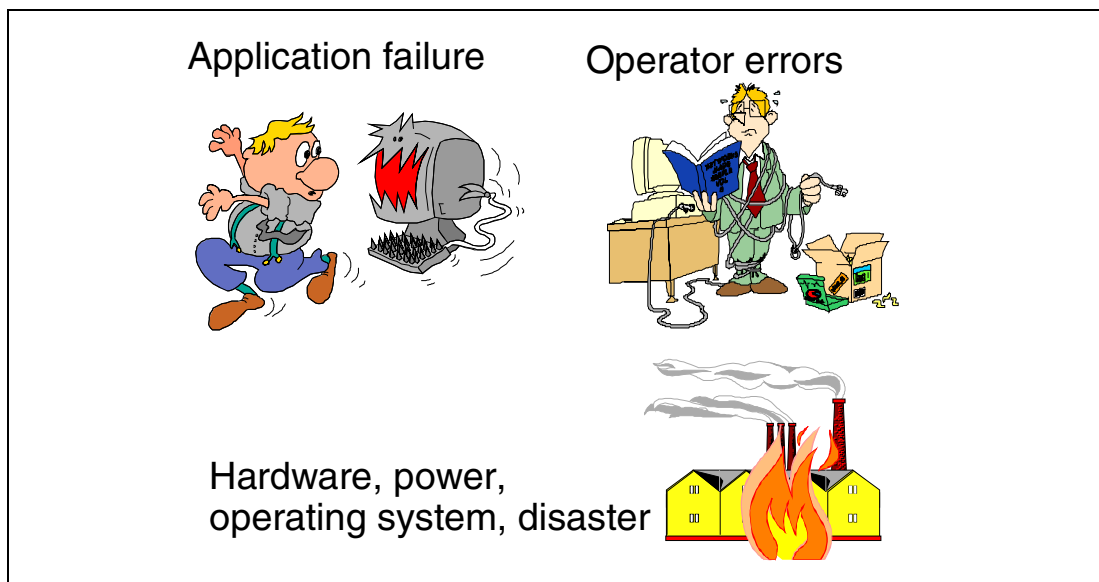 Application failure
Operator errors
Hardware, power,
operating system, disaster